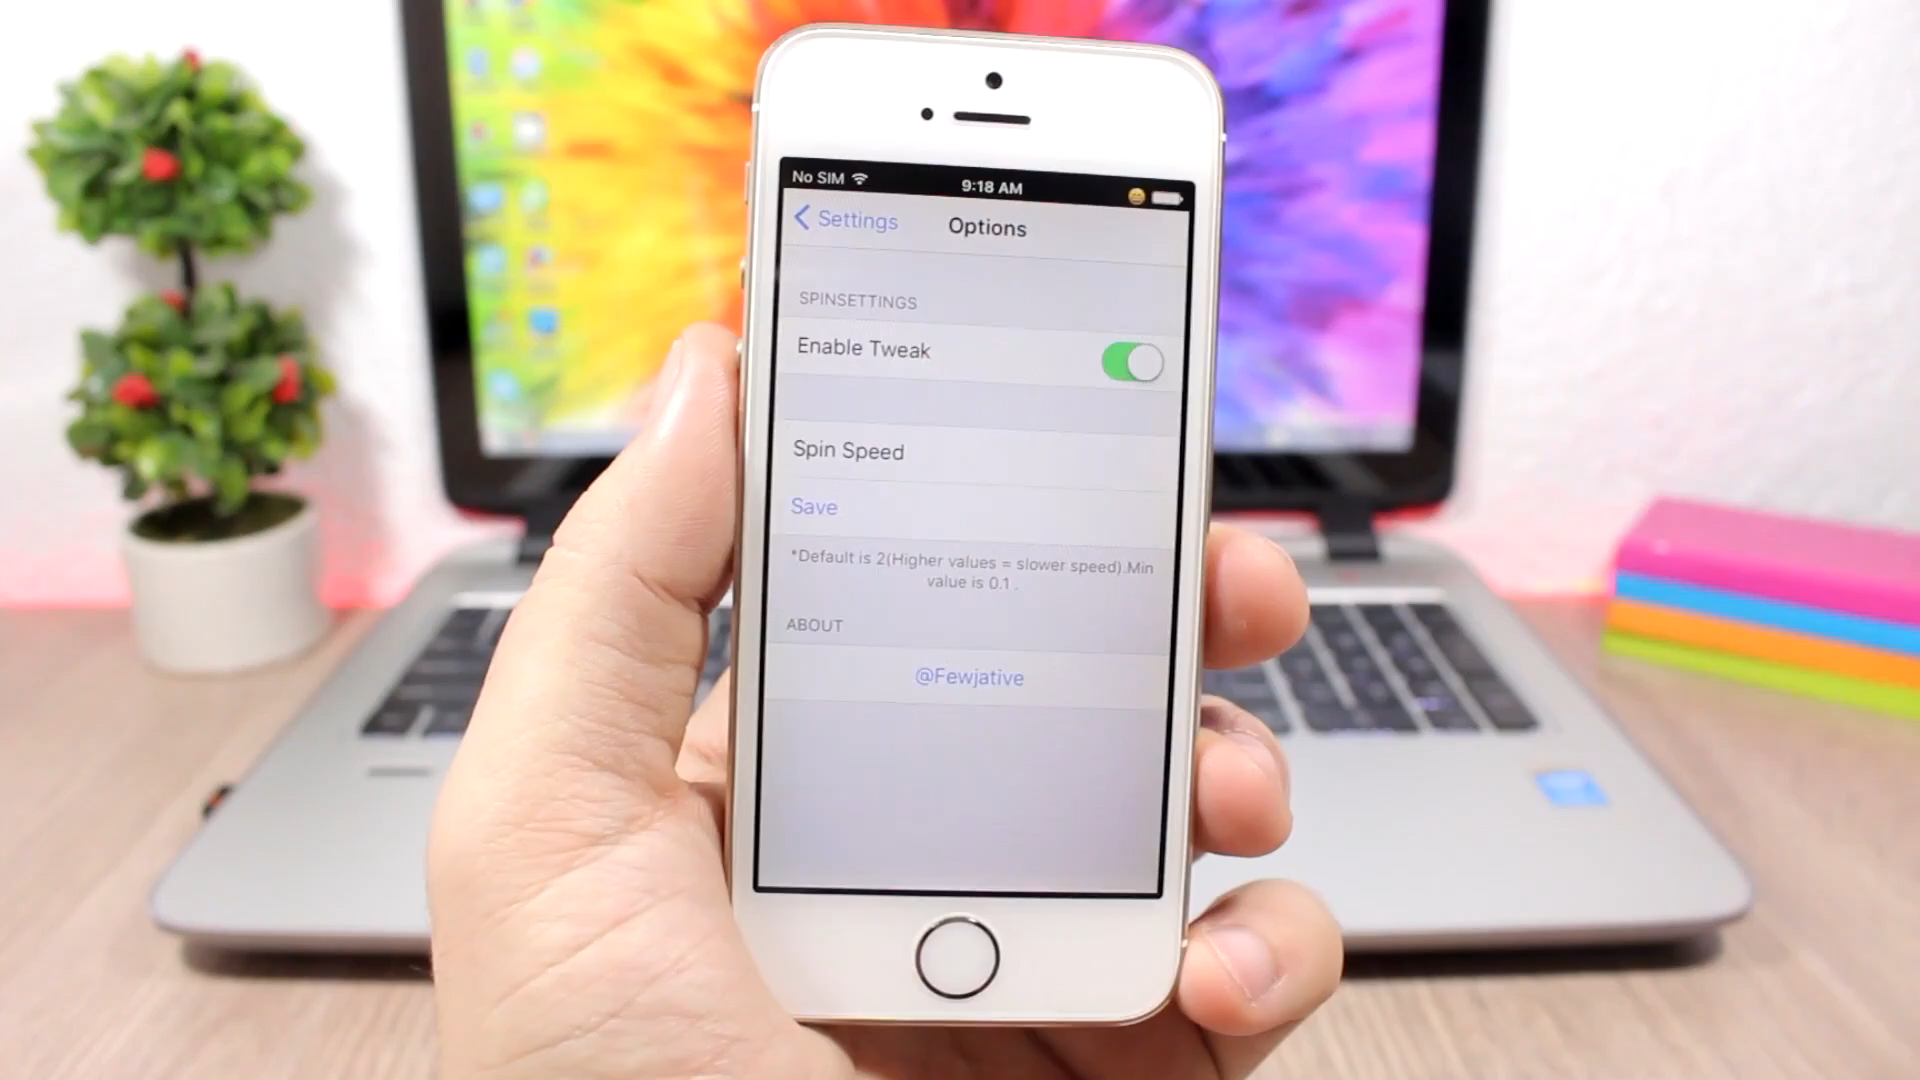 No SIM
9:18 AM
Settings
Options
SPINSETTINGS
Enable Tweak
Spin Speed
Save
*Default is 2(Higher values = slower speed).Min
value is 0.1 .
ABOUT
@Fewjative